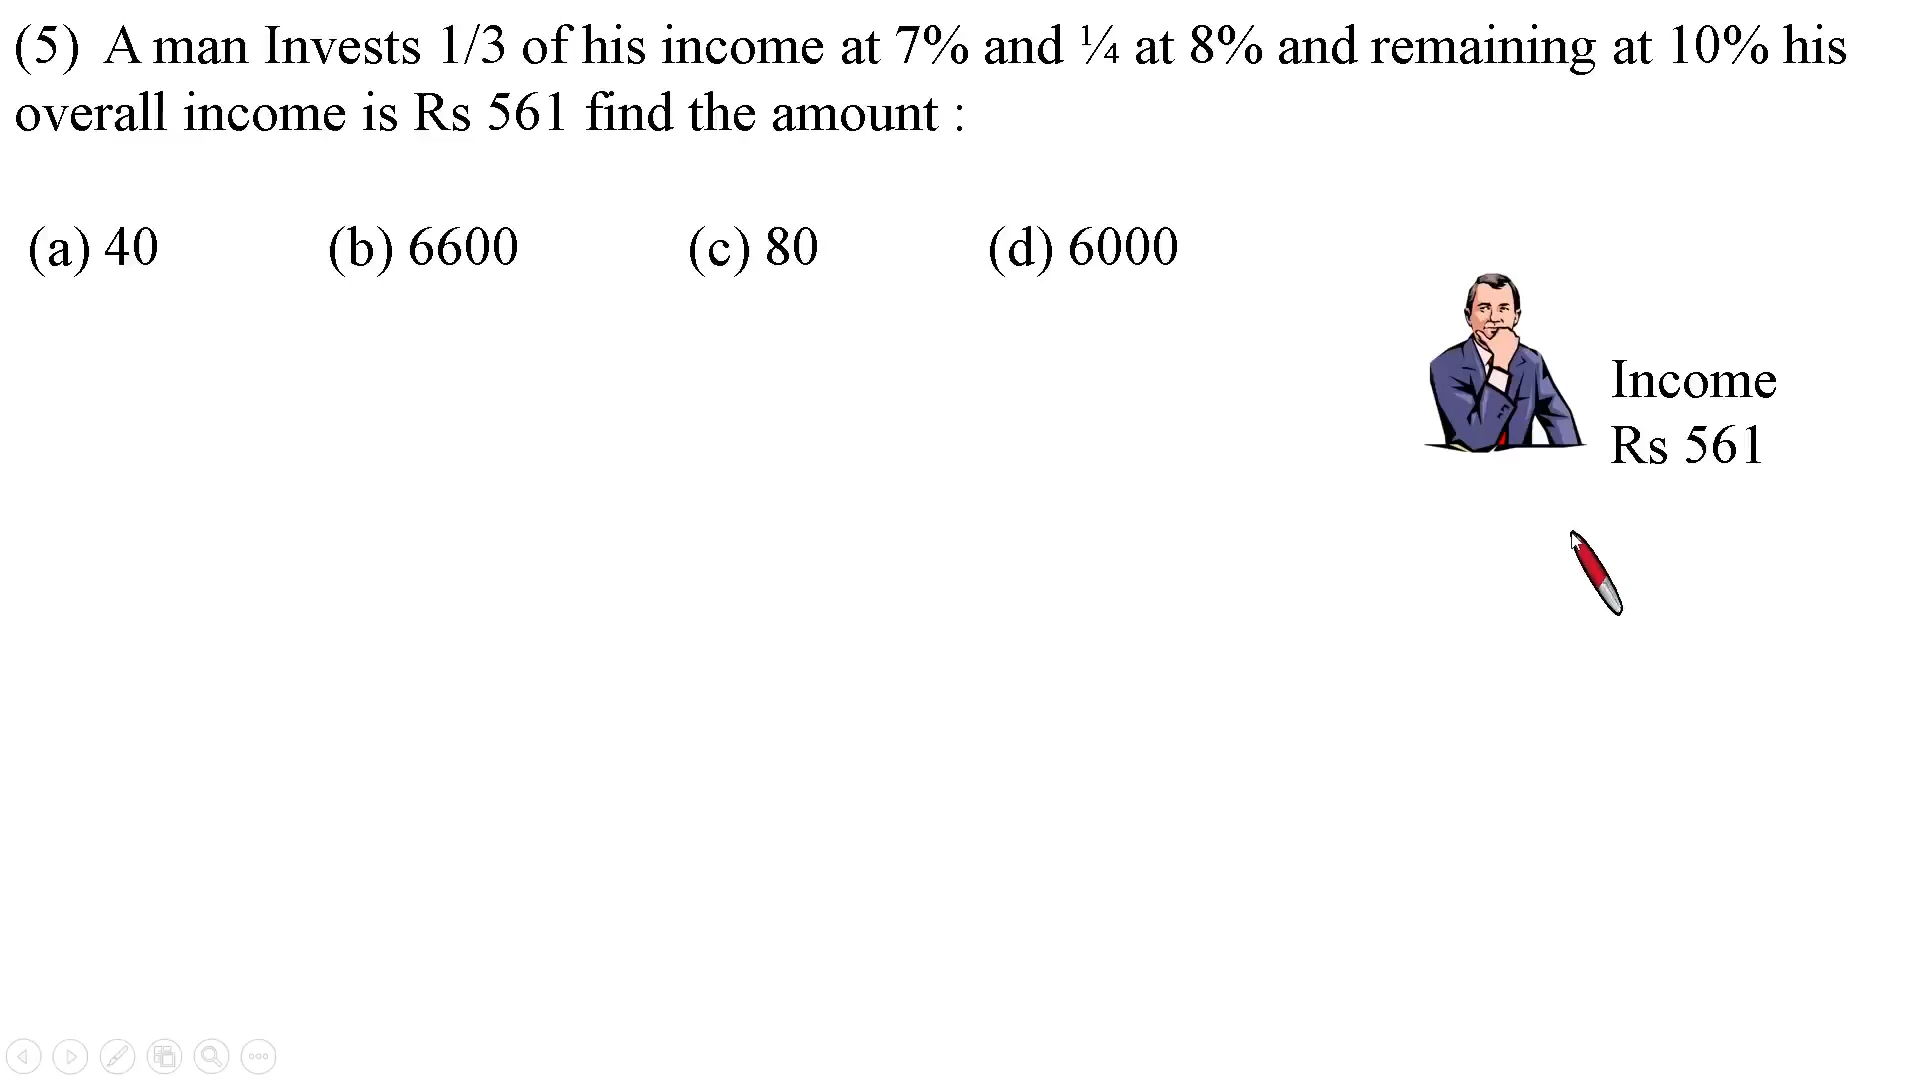 (5) A man Invests 1/3 of his income at 7% and ¼ at 8% and remaining at 10% his
overall income is Rs 561 find the amount :
(a) 40 (b) 6600 (c) 80 (d) 6000
Income
Rs 561